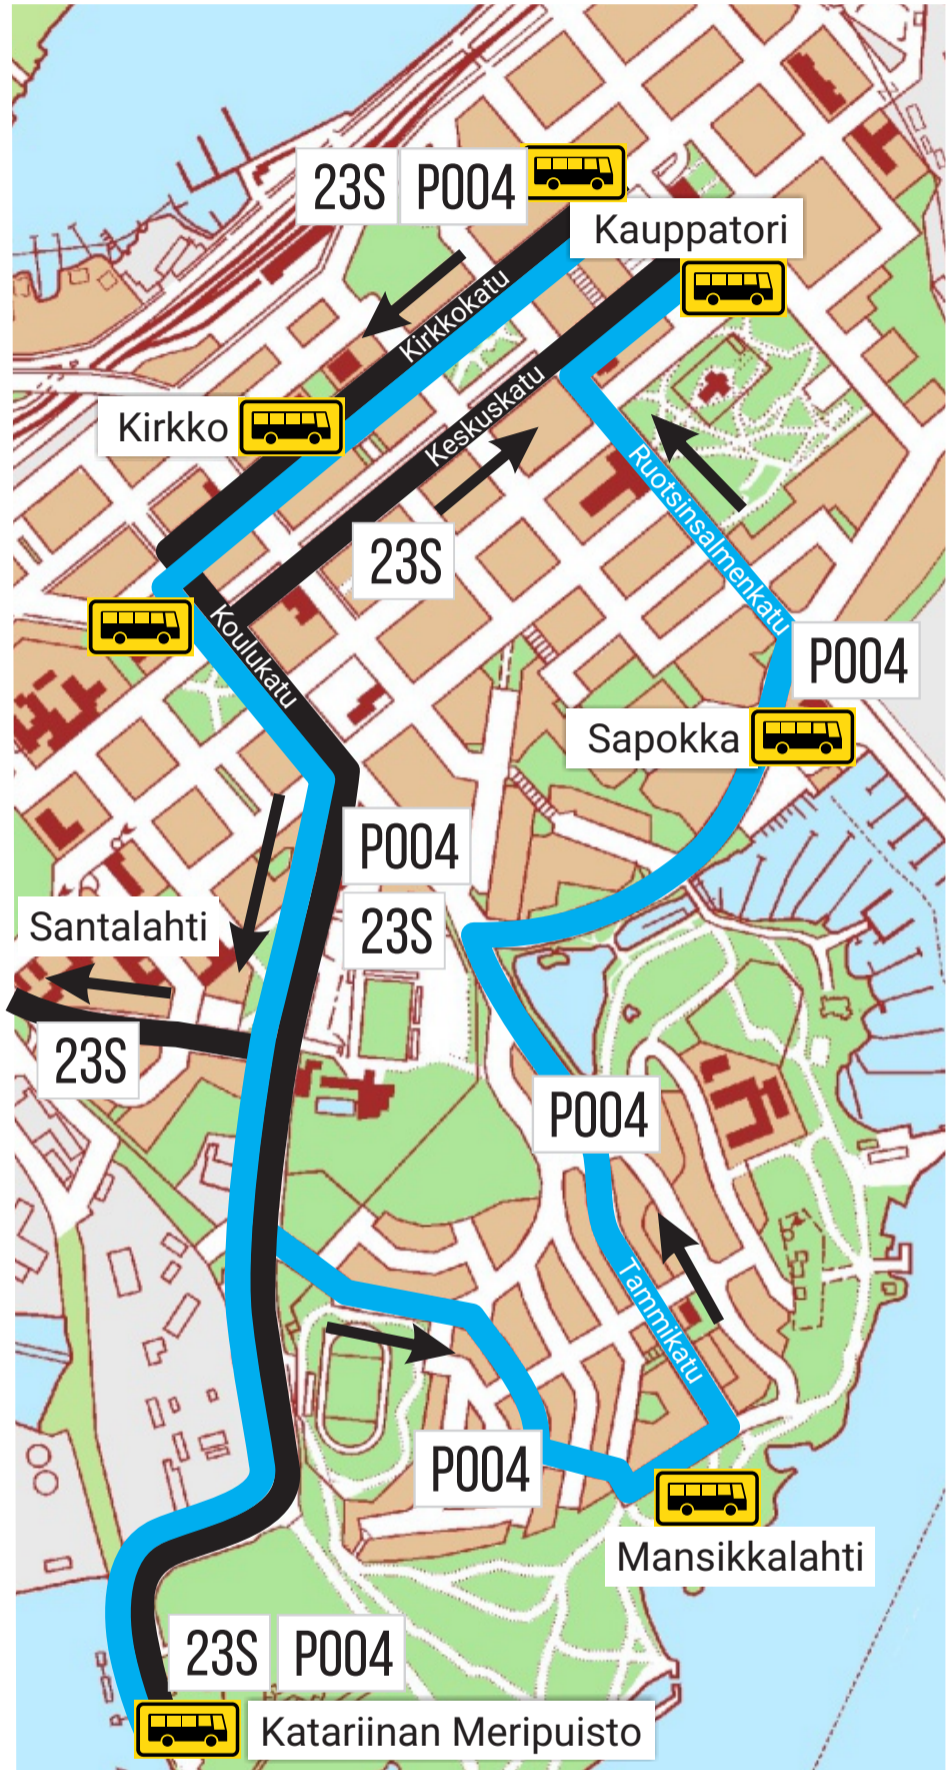 23S P004
Kauppatori
Kirkkokatu
Kirkko
Keskuskatu
Ruotsinsalmenkatu
23S
Koulukatu
P004
Sapokka
P004
23S
Santalahti
23S
P004
Tammikatu
P004
Mansikkalahti
23S P004
Katariinan Meripuisto